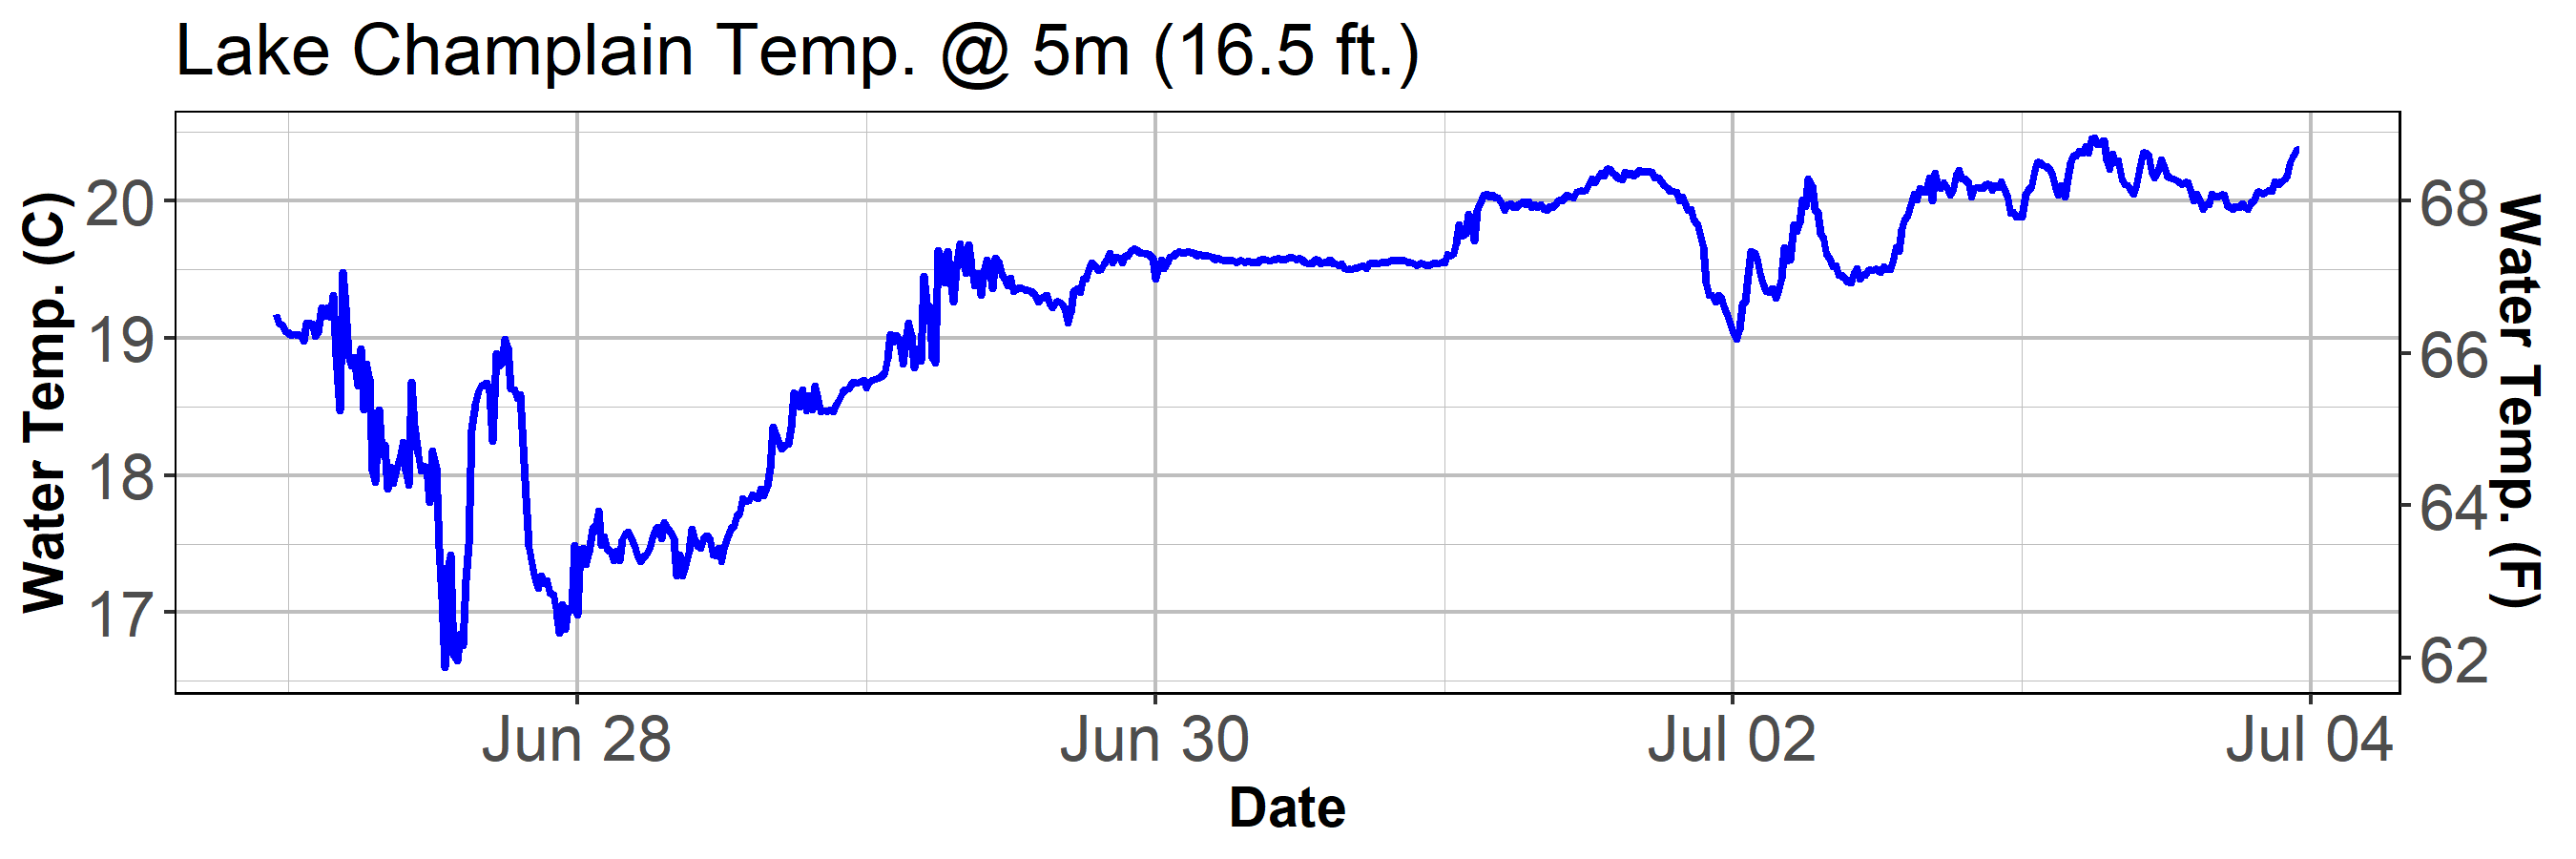 Lake Champlain Temp. @ 5m (16.5 ft.)
Water Temp. (C)
20
19
18
17
68
66
64
62
Water Temp. (F)
Jun 28 Jun 30 Jul 02 Jul 04
Date